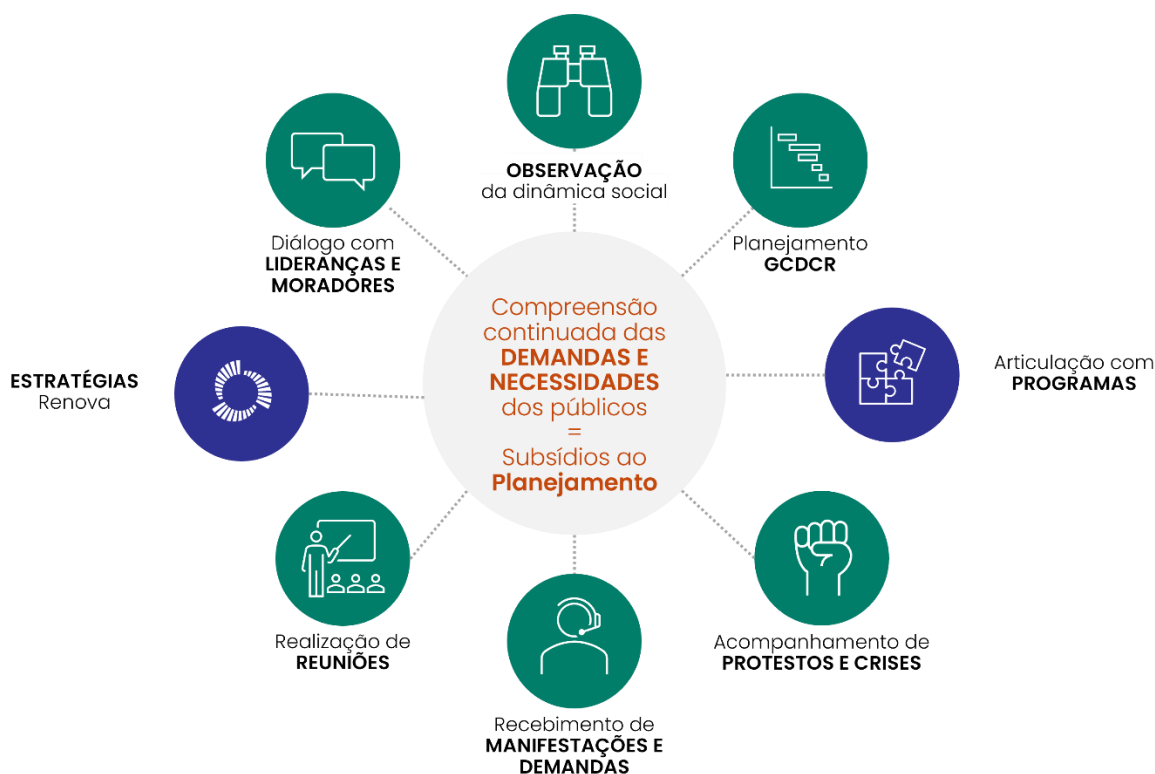 OBSERVAÇÃO
da dinâmica social
Diálogo com
LIDERANÇAS E
MORADORES
Planejamento
GCDCR
Compreensão
continuada das
DEMANDAS E
NECESSIDADES
dos públicos
=
Subsídios ao
Planejamento
ESTRATÉGIAS
Renova
Articulação com
PROGRAMAS
Realização de
REUNIÕES
Acompanhamento de
PROTESTOS E CRISES
Recebimento de
MANIFESTAÇÕES E
DEMANDAS